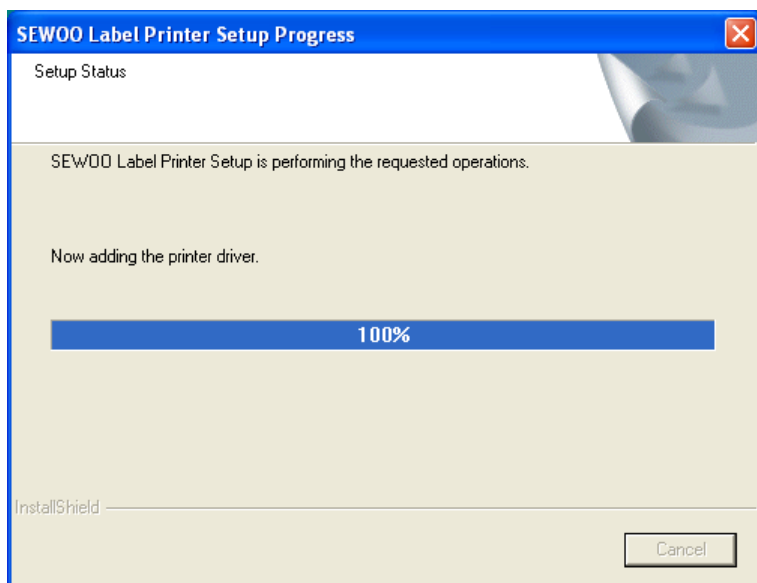 SEWOO Label Printer Setup Progress
Setup Status
SEWOO Label Printer Setup is performing the requested operations.
Now adding the printer driver.
100%
InstallShield
Cancel